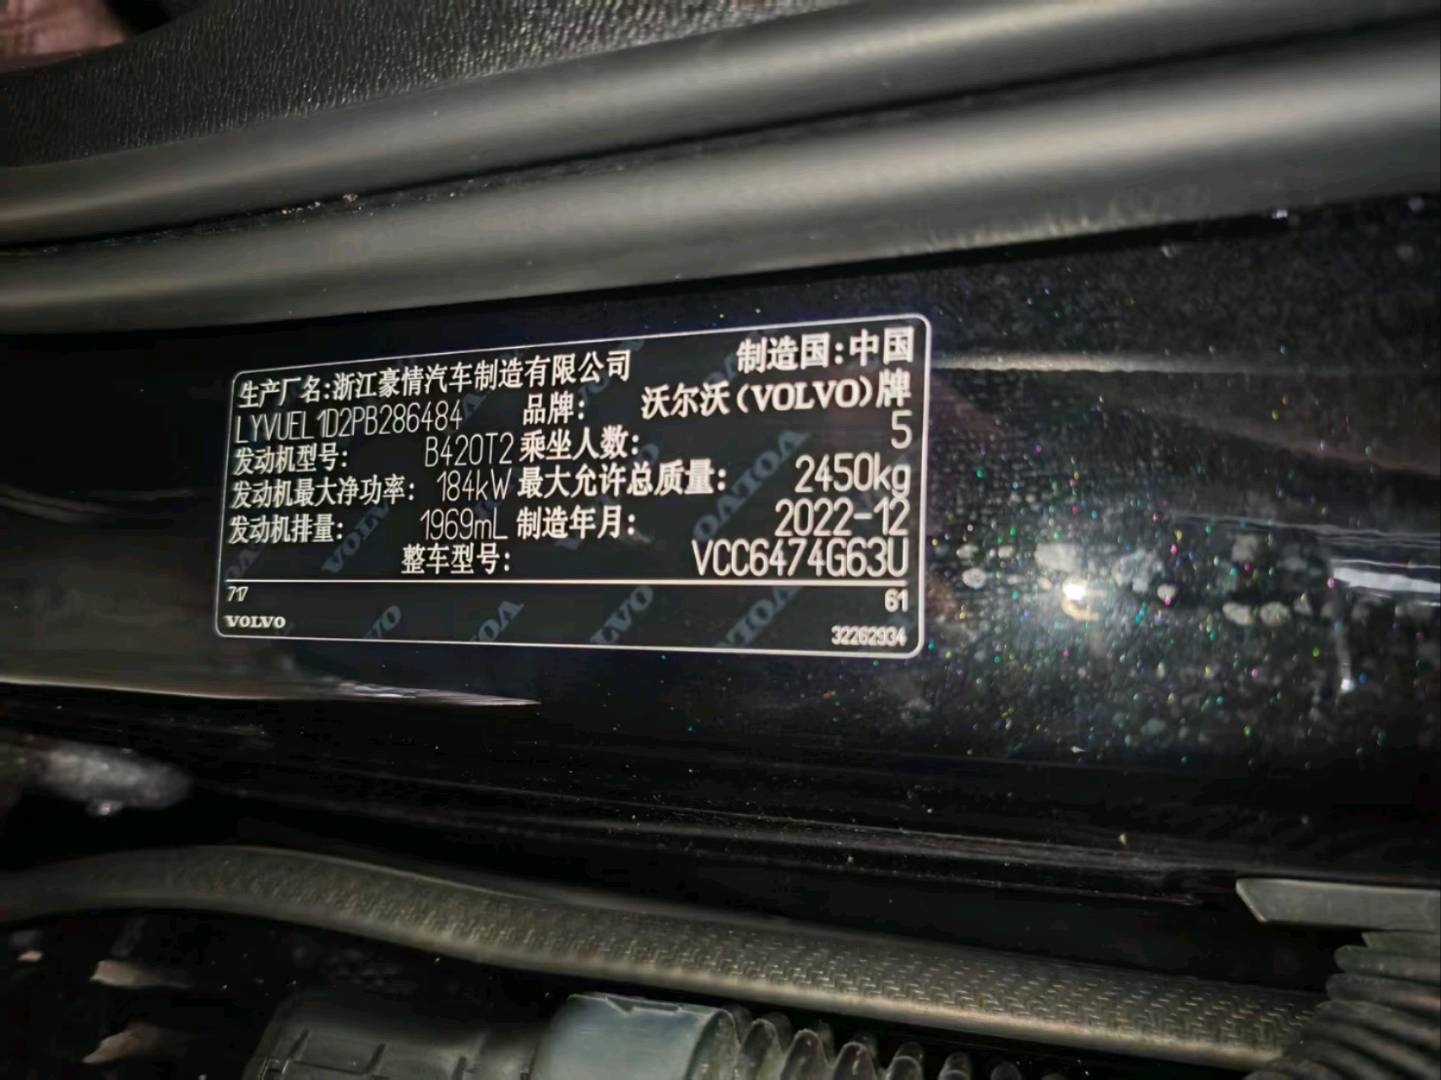 生产厂名:浙江豪情汽车制造有限公司 制造国:中国
LYVUEL1D2PB286484 品牌: 沃尔沃(VOLVO)牌
发动机型号: B420T2 乘坐人数: 5
发动机最大净功率: 184kW 最大允许总质量: 2450kg
发动机排量: 1969mL 制造年月: 2022-12
整车型号: VCC6474G63U
717 61
VOLVO 32262934